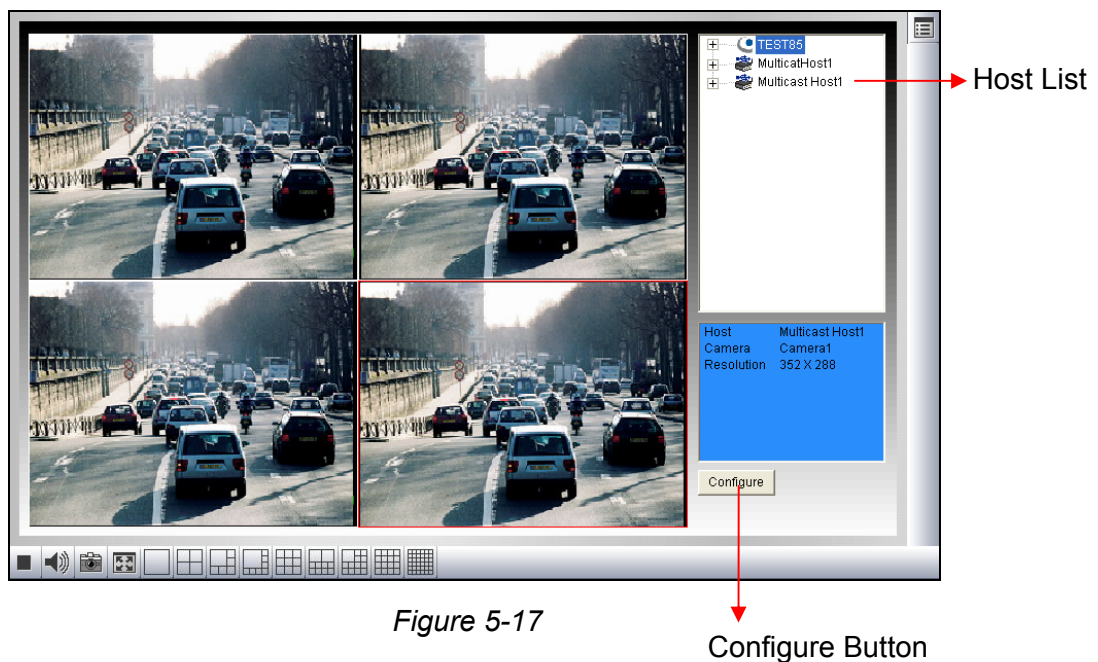 TEST85
MulticatHost1
Multicast Host1
Host List
Host Multicast Host1
Camera Camera1
Resolution 352 X 288
Configure
Figure 5-17
Configure Button